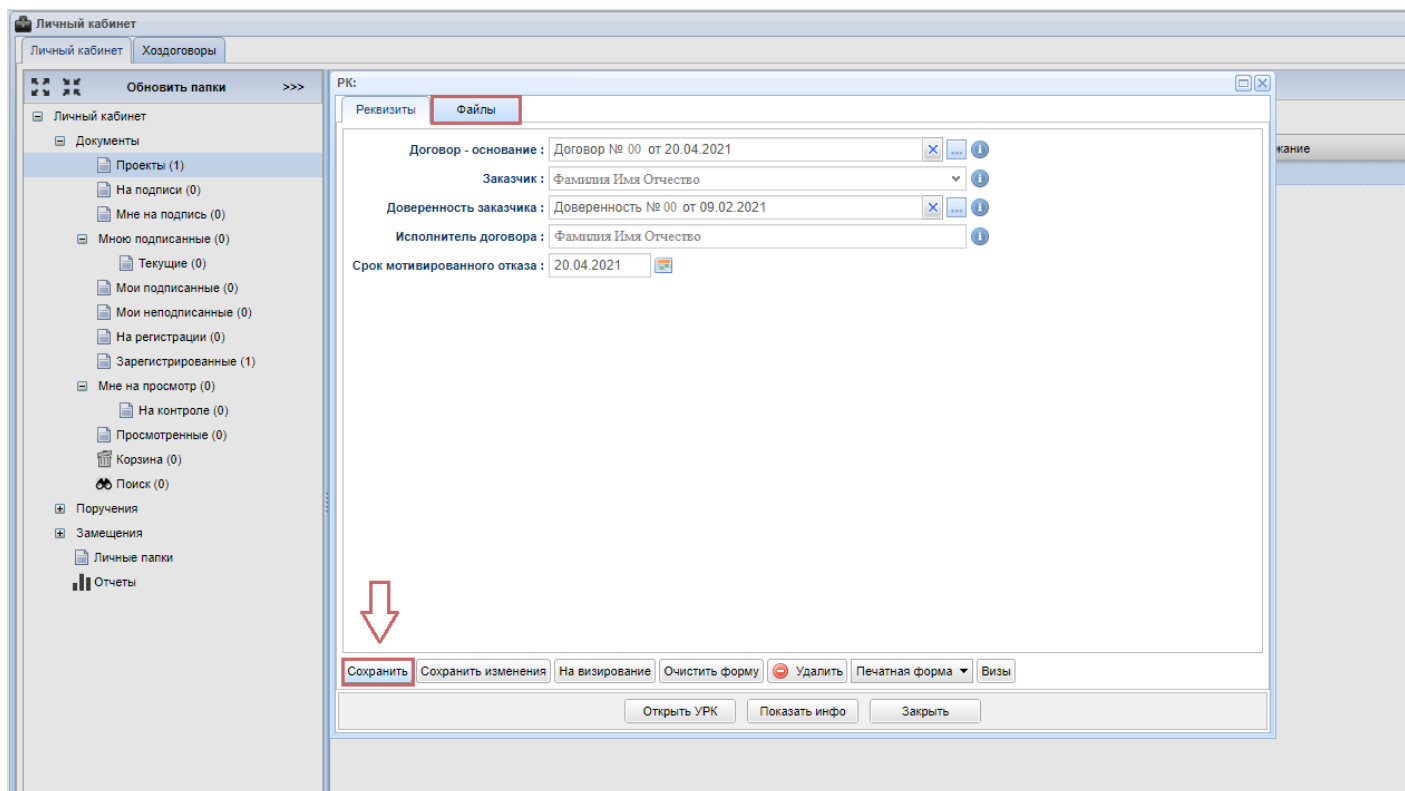 Личный кабинет
Личный кабинет Хоздоговоры
Обновить папки >>>
Личный кабинет
Документы
Проекты (1)
На подписи (0)
Мне на подпись (0)
Мною подписанные (0)
Текущие (0)
Мои подписанные (0)
Мои неподписанные (0)
На регистрации (0)
Зарегистрированные (1)
Мне на просмотр (0)
На контроле (0)
Просмотренные (0)
Корзина (0)
Поиск (0)
Поручения
Замещения
Личные папки
Отчеты
РК:
Реквизиты Файлы
Договор - основание : Договор № 00 от 20.04.2021
Заказчик : Фамилия Имя Отчество
Доверенность заказчика : Доверенность № 00 от 09.02.2021
Исполнитель договора : Фамилия Имя Отчество
Срок мотивированного отказа : 20.04.2021
жание
Сохранить Сохранить изменения На визирование Очистить форму Удалить Печатная форма Визы
Открыть УРК Показать инфо Закрыть